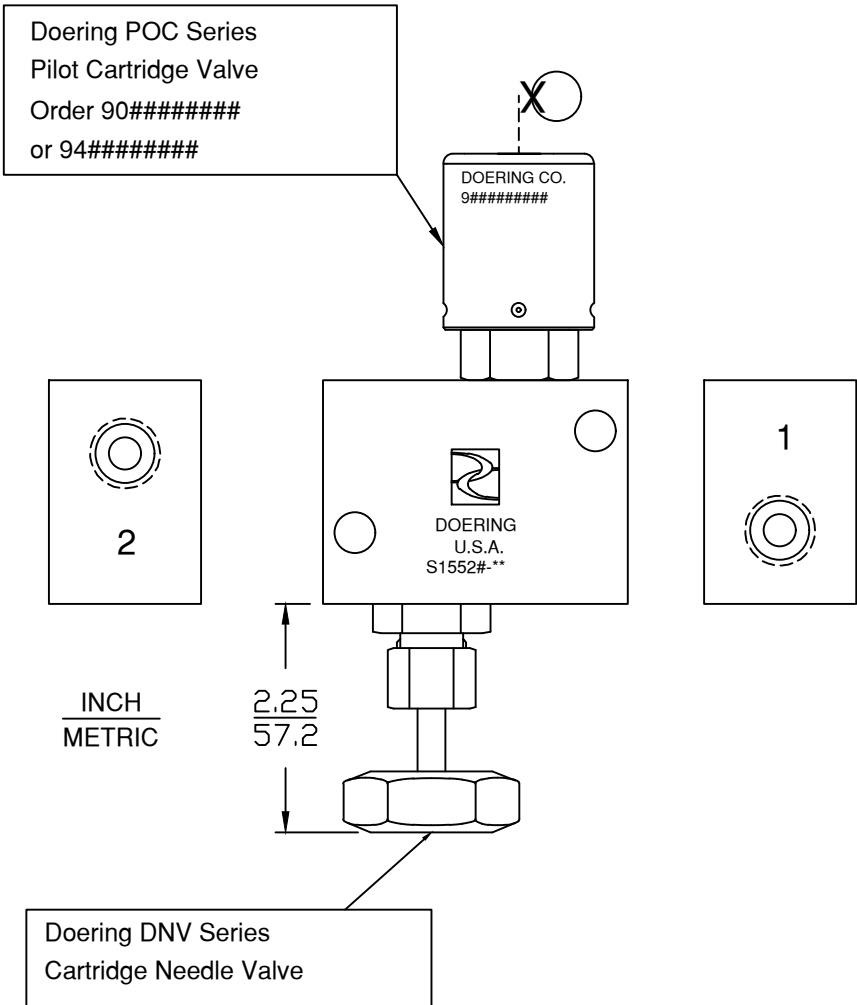 Doering POC Series
Pilot Cartridge Valve
Order 90########
or 94########
X
DOERING CO.
9#########
2
DOERING
U.S.A.
S1552#-**
1
INCH
METRIC
2.25
57.2
Doering DNV Series
Cartridge Needle Valve